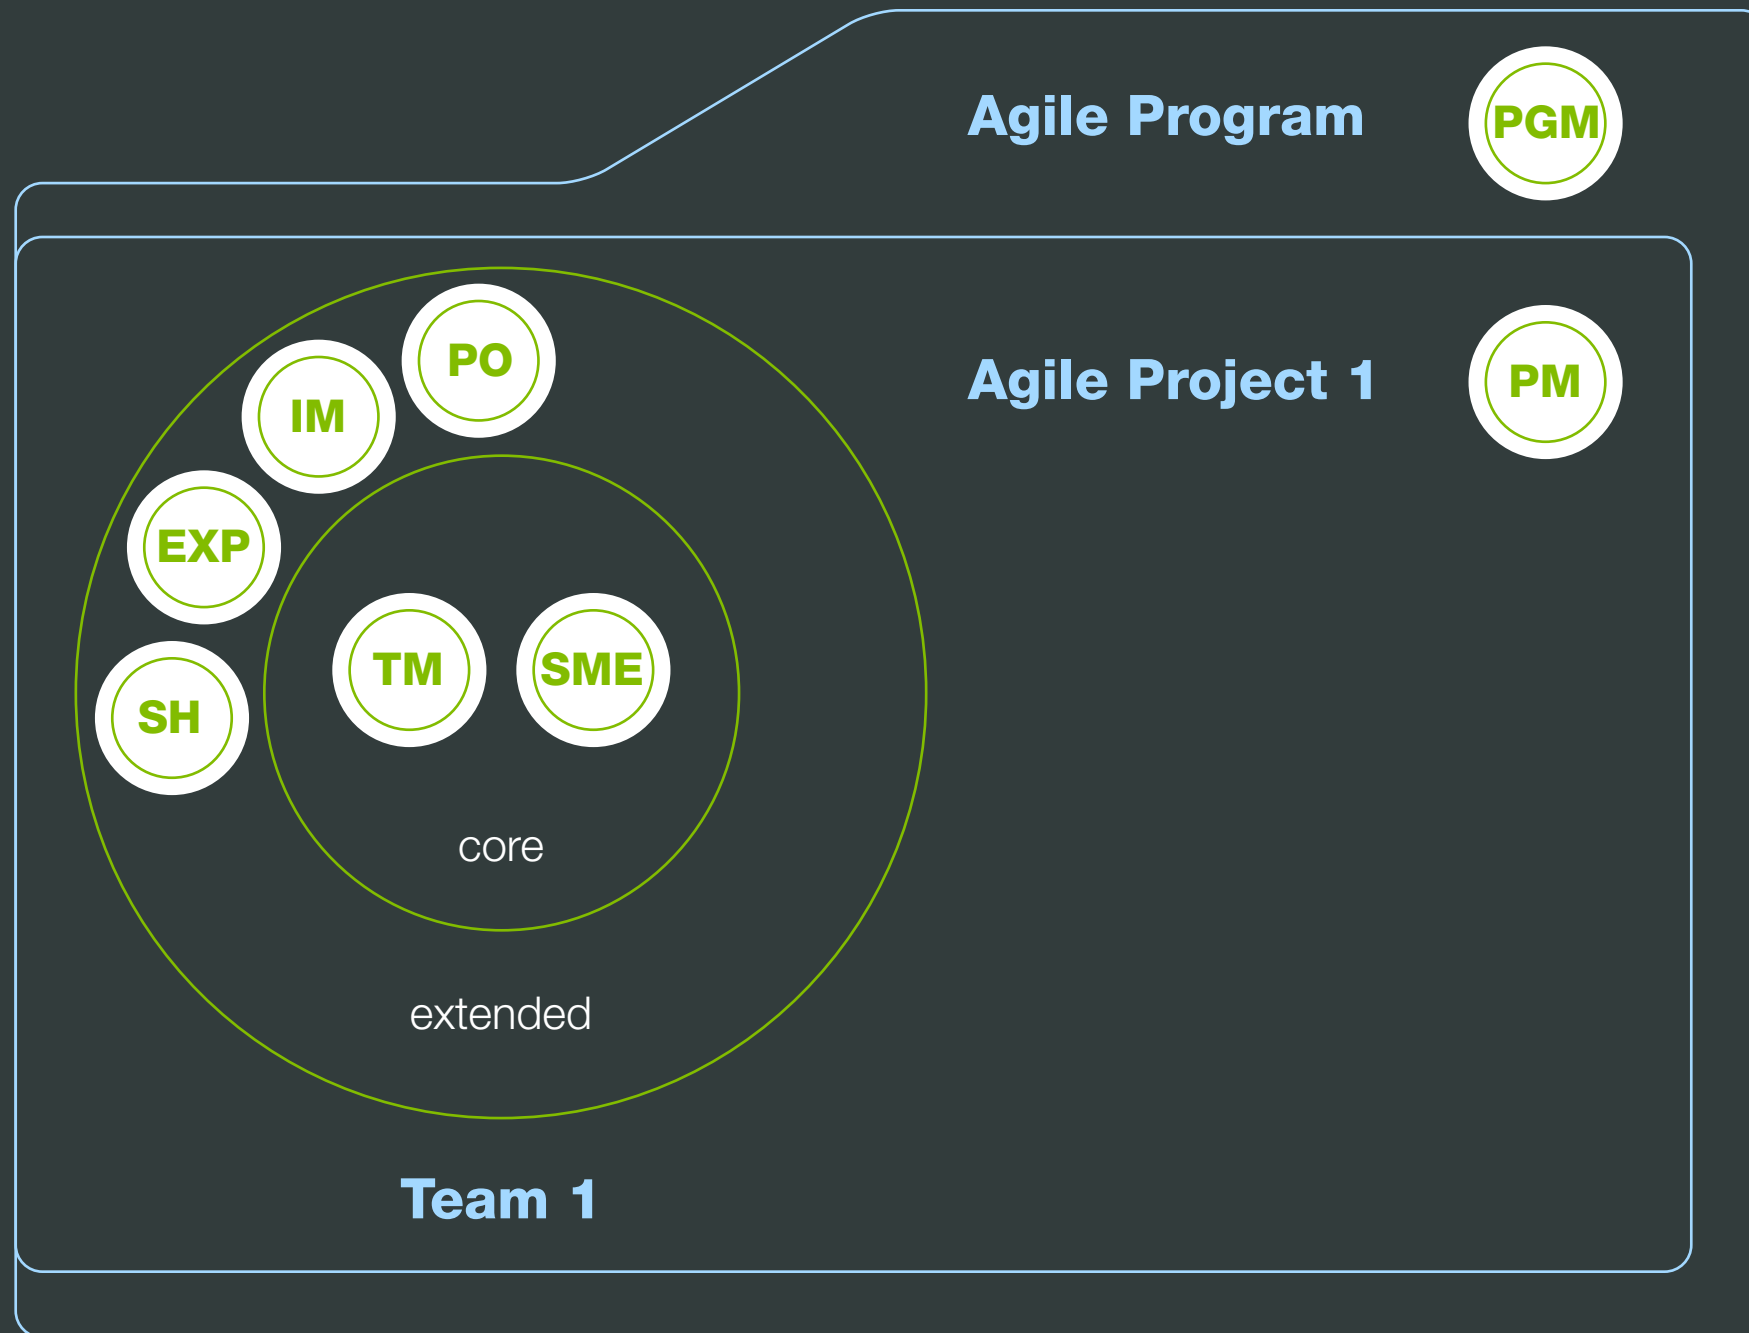 Agile Program
PGM
PO
Agile Project 1
PM
IM
EXP
TM
SME
SH
core
extended
Team 1